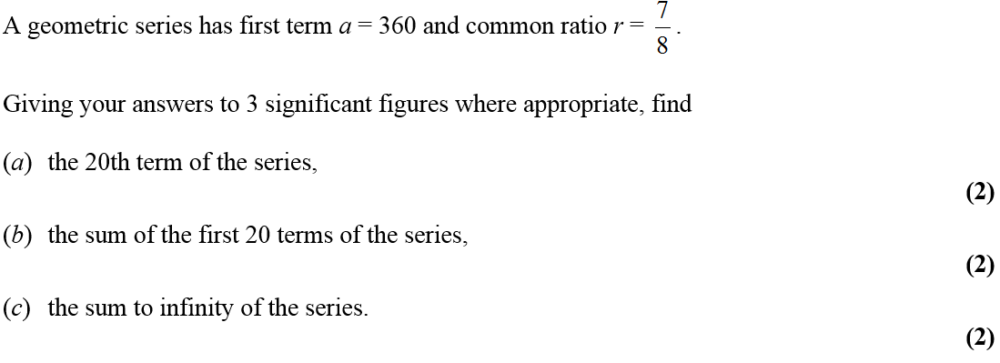 A geometric series has first term a = 360 and common ratio r = 7/8.
Giving your answers to 3 significant figures where appropriate, find
(a) the 20th term of the series,
(2)
(b) the sum of the first 20 terms of the series,
(2)
(c) the sum to infinity of the series.
(2)